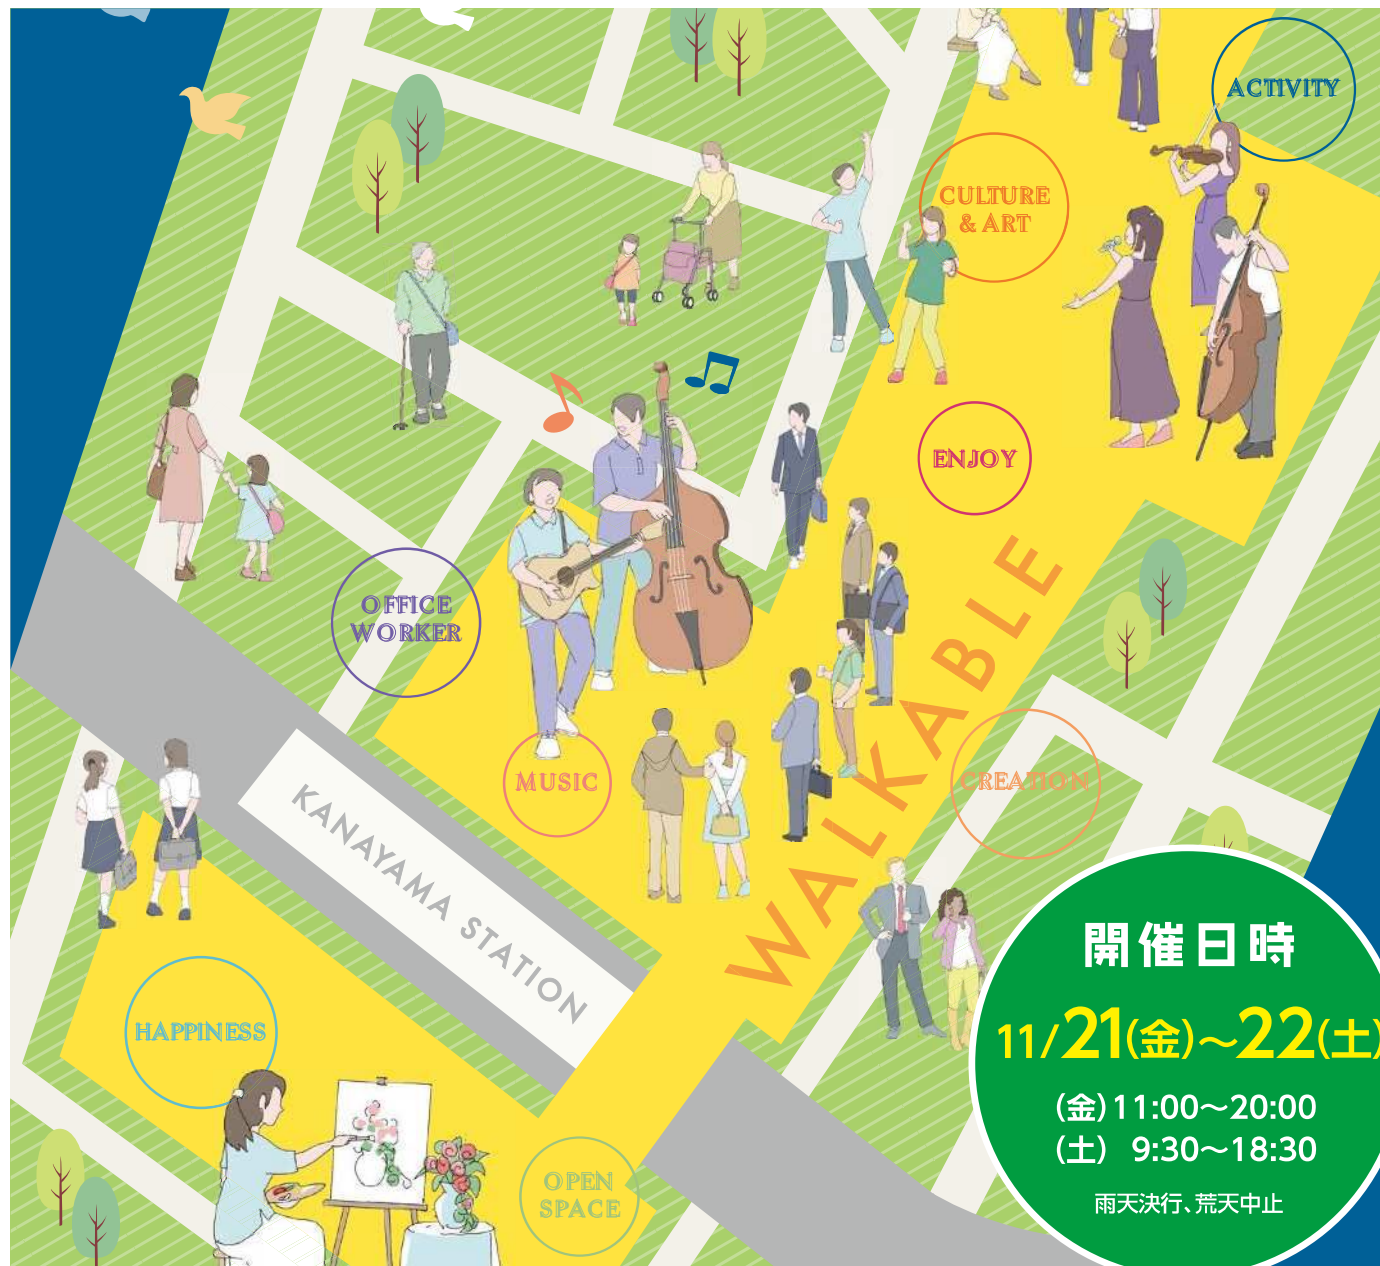 ACTIVITY
CULTURE
& ART
ENJOY
OFFICE
WORKER
WALKABLE
MUSIC
CREATION
KANAYAMA STATION
HAPPINESS
OPEN
SPACE
開催日時
11/21(金)～22(土)
(金)11:00～20:00
(土) 9:30～18:30
雨天決行、荒天中止